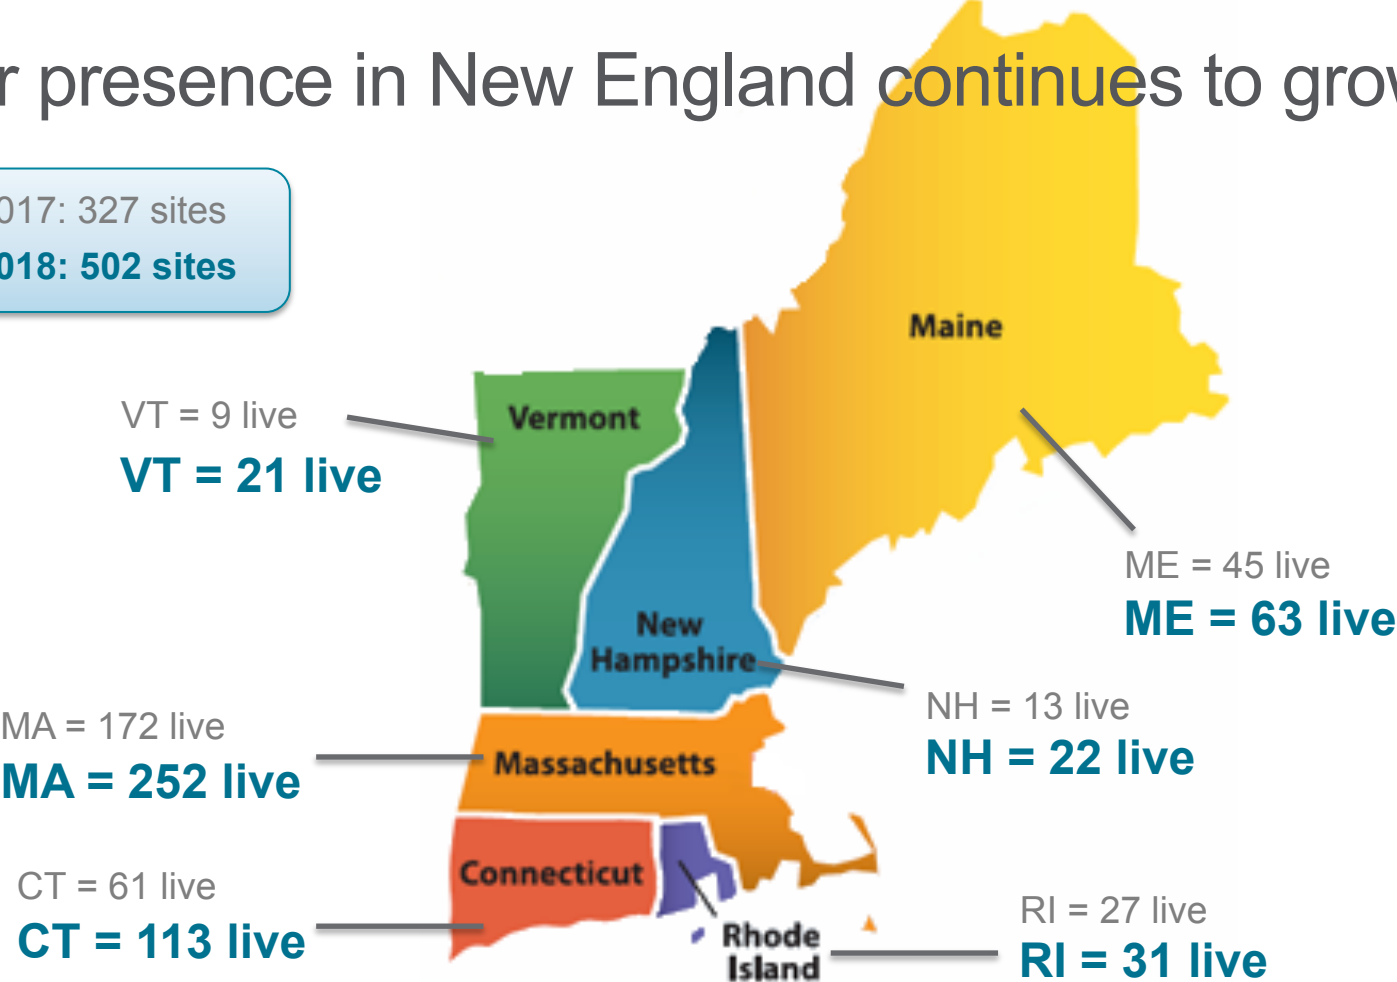 r presence in New England continues to grow
017: 327 sites
018: 502 sites
Maine
Vermont
VT = 9 live
VT = 21 live
ME = 45 live
ME = 63 live
New
Hampshire
NH = 13 live
NH = 22 live
MA = 172 live
MA = 252 live
Massachusetts
CT = 61 live
CT = 113 live
Connecticut
Rhode
Island
RI = 27 live
RI = 31 live